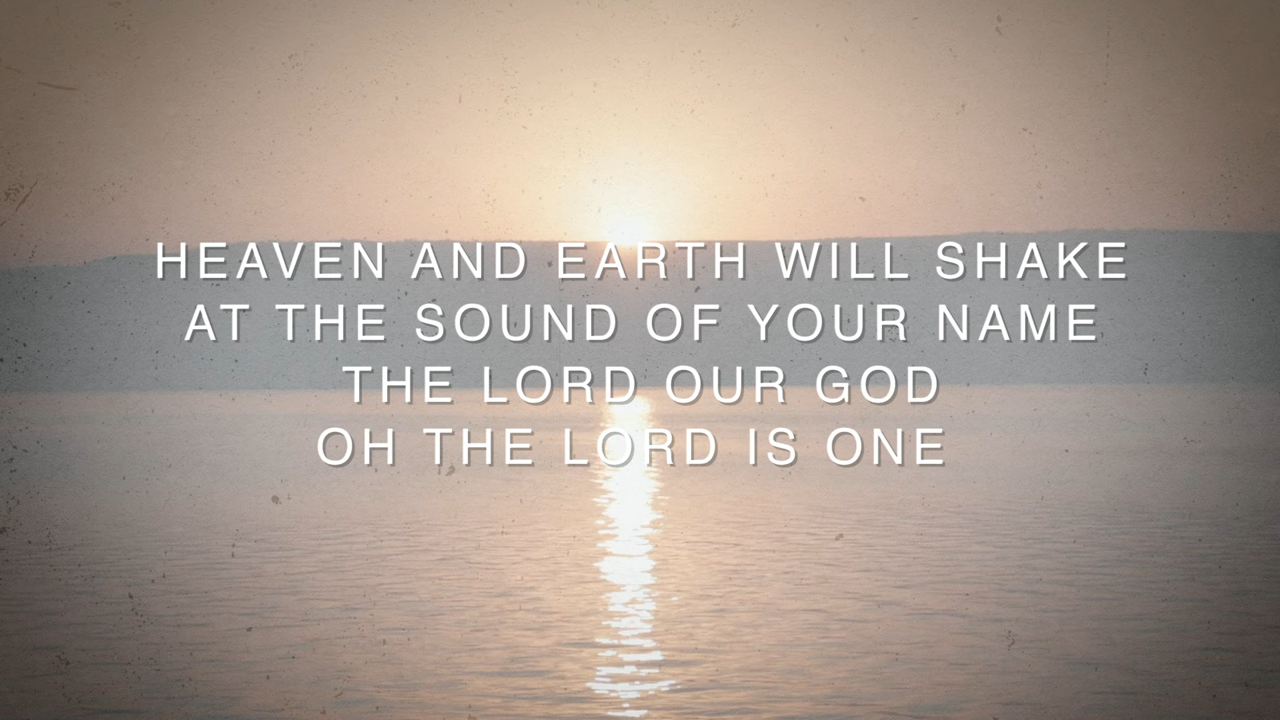 HEAVEN AND EARTH WILL SHAKE
AT THE SOUND OF YOUR NAME
THE LORD OUR GOD
OH THE LORD IS ONE